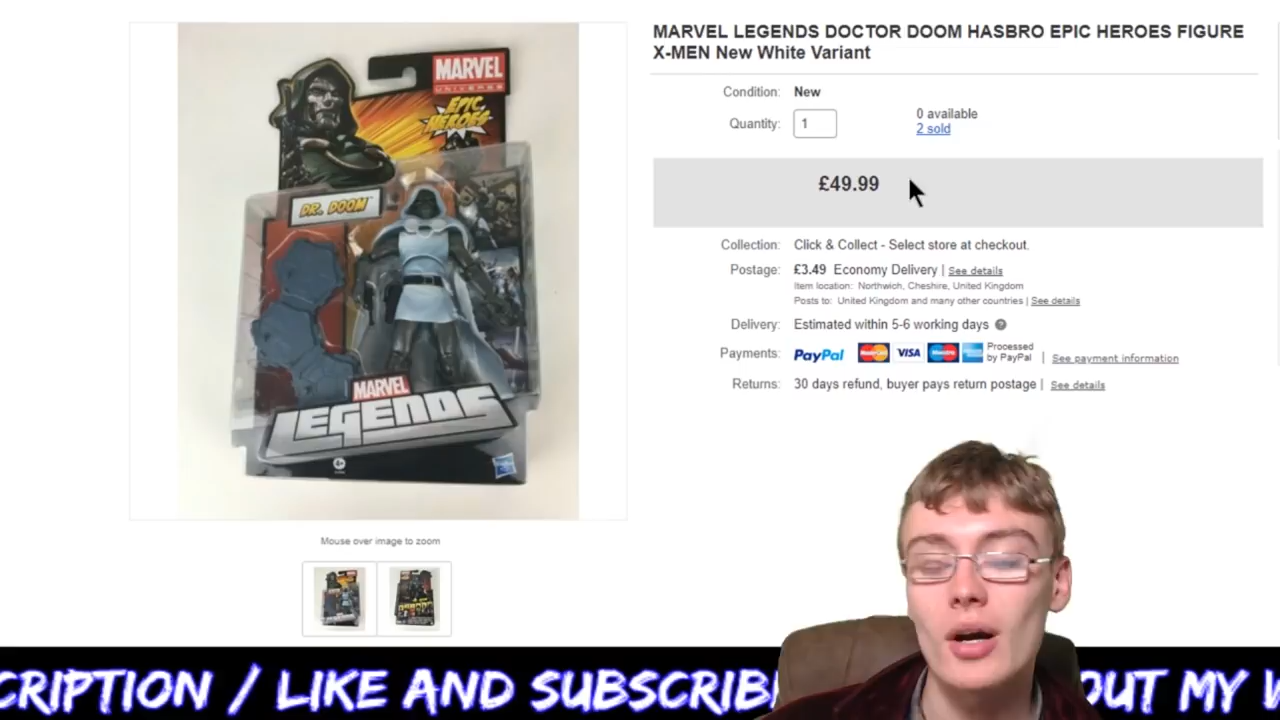 MARVEL LEGENDS DOCTOR DOOM HASBRO EPIC HEROES FIGURE
X-MEN New White Variant
Condition: New
Quantity: 1
0 available
2 sold
£49.99
Collection: Click & Collect - Select store at checkout.
Postage: £3.49 Economy Delivery | See details
Item location: Northwich, Cheshire, United Kingdom
Posts to: United Kingdom and many other countries | See details
Delivery: Estimated within 5-6 working days
Payments: PayPal MasterCard VISA Maestro Processed
by PayPal | See payment information
Returns: 30 days refund, buyer pays return postage | See details
MARVEL
UNIVERSE
EPIC
HEROES
DR. DOOM
MARVEL
LEGENDS
Mouse over image to zoom
CRIPTION / LIKE AND SUBSCRIB OUT MY